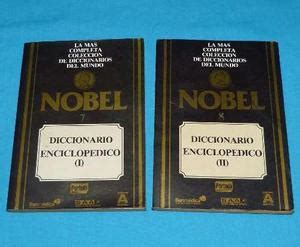 LA MAS
COMPLETA
COLECCION
DE DICCIONARIOS
DEL MUNDO
NOBEL
7
DICCIONARIO
ENCICLOPEDICO
(I)
LA MAS
COMPLETA
COLECCION
DE DICCIONARIOS
DEL MUNDO
NOBEL
8
DICCIONARIO
ENCICLOPEDICO
(II)